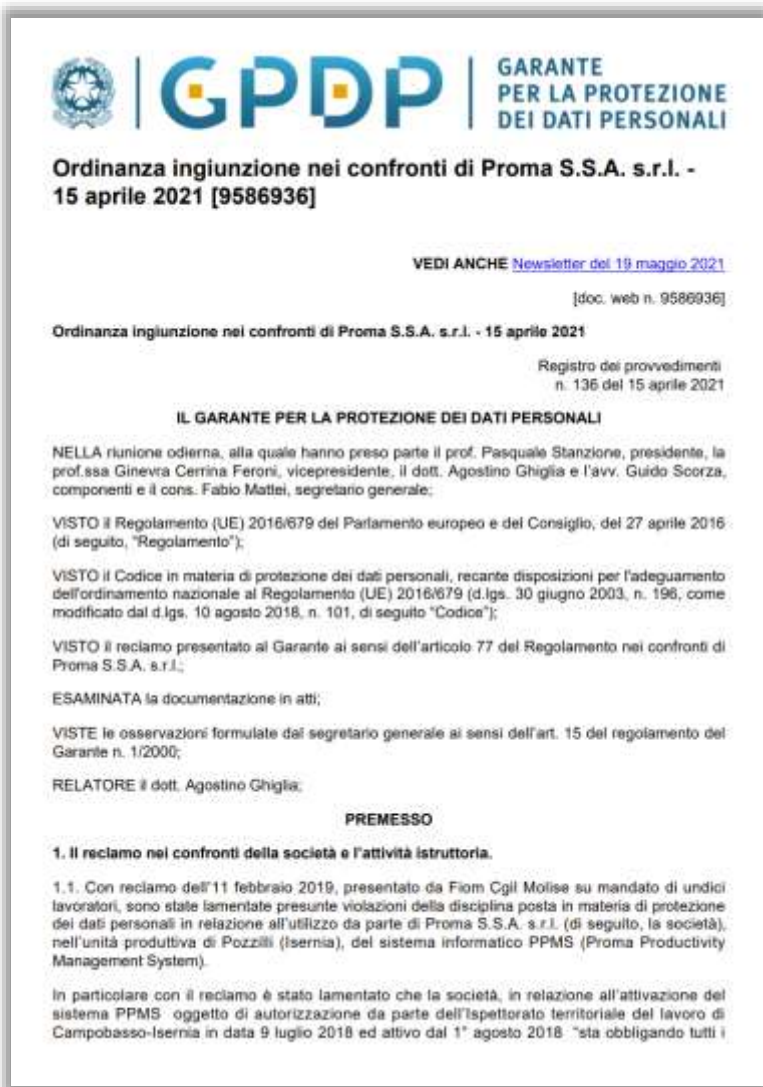 GPDP
GARANTE
PER LA PROTEZIONE
DEI DATI PERSONALI
Ordinanza ingiunzione nei confronti di Proma S.S.A. s.r.l. -
15 aprile 2021 [9586936]
VEDI ANCHE Newsletter del 19 maggio 2021
[doc. web n. 9586936]
Ordinanza ingiunzione nei confronti di Proma S.S.A. s.r.l. - 15 aprile 2021
Registro dei provvedimenti
n. 136 del 15 aprile 2021
IL GARANTE PER LA PROTEZIONE DEI DATI PERSONALI
NELLA riunione odierna, alla quale hanno preso parte il prof. Pasquale Stanzione, presidente, la
prof.ssa Ginevra Cerrina Feroni, vicepresidente, il dott. Agostino Ghiglia e l'avv. Guido Scorza,
componenti e il cons. Fabio Mattei, segretario generale;
VISTO il Regolamento (UE) 2016/679 del Parlamento europeo e del Consiglio, del 27 aprile 2016
(di seguito, "Regolamento");
VISTO il Codice in materia di protezione dei dati personali, recante disposizioni per l'adeguamento
dell'ordinamento nazionale al Regolamento (UE) 2016/679 (d.lgs. 30 giugno 2003, n. 196, come
modificato dal d.lgs. 10 agosto 2018, n. 101, di seguito "Codice");
VISTO il reclamo presentato al Garante ai sensi dell'articolo 77 del Regolamento nei confronti di
Proma S.S.A. s.r.l.;
ESAMINATA la documentazione in atti;
VISTE le osservazioni formulate dal segretario generale ai sensi dell'art. 15 del regolamento del
Garante n. 1/2000;
RELATORE il dott. Agostino Ghiglia;
PREMESSO
1. Il reclamo nei confronti della società e l'attività istruttoria.
1.1. Con reclamo dell'11 febbraio 2019, presentato da Fiom Cgil Molise su mandato di undici
lavoratori, sono state lamentate presunte violazioni della disciplina posta in materia di protezione
dei dati personali in relazione all'utilizzo da parte di Proma S.S.A. s.r.l. (di seguito, la società),
nell'unità produttiva di Pozzilli (Isernia), del sistema informatico PPMS (Proma Productivity
Management System).
In particolare con il reclamo è stato lamentato che la società, in relazione all'attivazione del
sistema PPMS oggetto di autorizzazione da parte dell'Ispettorato territoriale del lavoro di
Campobasso-Isernia in data 9 luglio 2018 ed attivo dal 1° agosto 2018 "sta obbligando tutti i